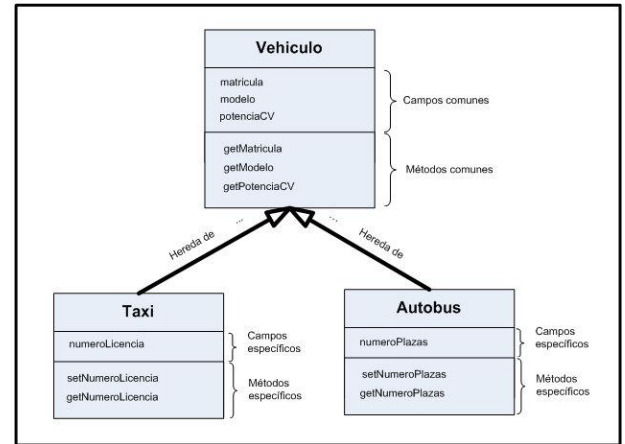 Vehiculo
matricula
modelo
potenciaCV
Campos comunes
getMatricula
getModelo
getPotenciaCV
Métodos comunes
Hereda de ...
... Hereda de
Taxi
numeroLicencia
Campos
específicos
setNumeroLicencia
getNumeroLicencia
Métodos
específicos
Autobus
numeroPlazas
Campos
específicos
setNumeroPlazas
getNumeroPlazas
Métodos
específicos